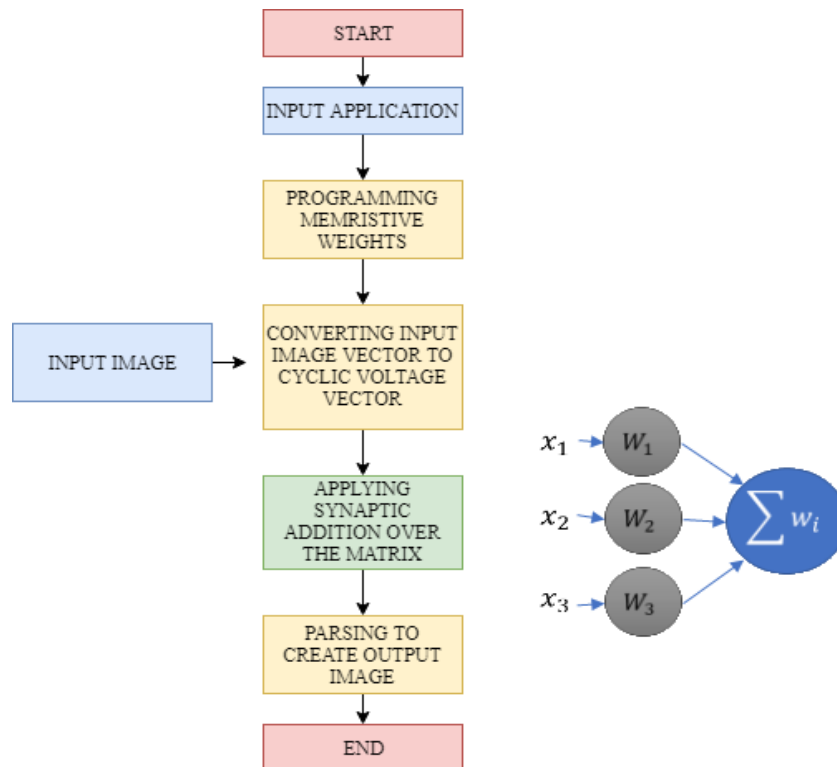 START
INPUT APPLICATION
PROGRAMMING
MEMRISTIVE
WEIGHTS
INPUT IMAGE
CONVERTING INPUT
IMAGE VECTOR TO
CYCLIC VOLTAGE
VECTOR
APPLYING
SYNAPTIC
ADDITION OVER
THE MATRIX
PARSING TO
CREATE OUTPUT
IMAGE
END
x₁ W₁
x₂ W₂ ∑ wᵢ
x₃ W₃